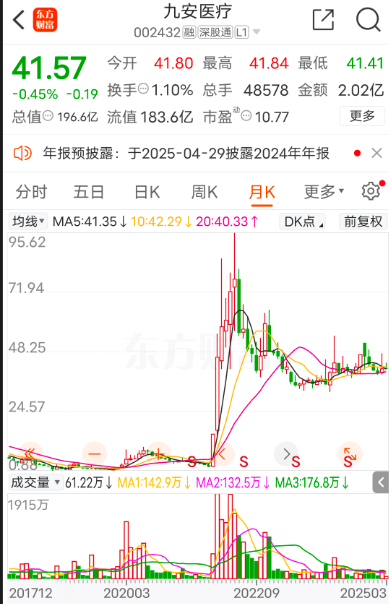 东方财富
九安医疗
002432 融 深股通 L1
41.57 今开 41.80 最高 41.84 最低 41.41
-0.45% -0.19 换手 1.10% 总手 48578 金额 2.02亿
总值 196.6亿 流值 183.6亿 市盈动 10.77 更多
年报预披露：于2025-04-29披露2024年年报
分时 五日 日K 周K 月K 更多
均线 MA5:41.35↓ 10:42.29↓ 20:40.33↑ DK点 前复权
95.62
71.94
48.25
东方财富
24.57
0.88
S S S S
成交量 61.22万↓ MA1:142.9万↓ MA2:132.5万↓ MA3:176.8万↓
1915万
201712 202003 202209 202503